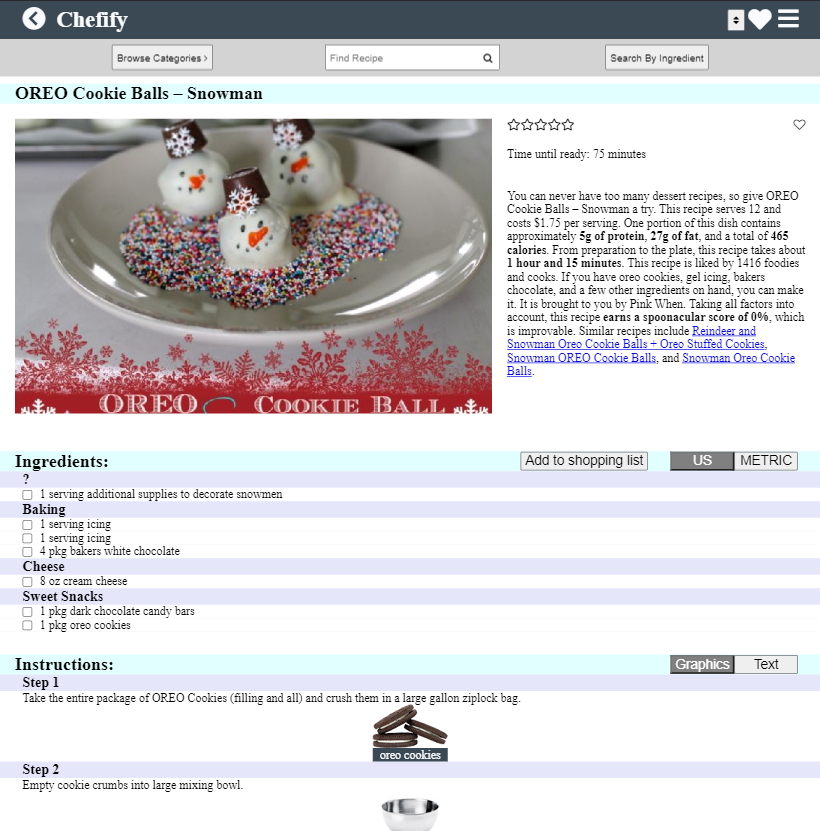 Chefify
Browse Categories ›
Find Recipe
Search By Ingredient
OREO Cookie Balls – Snowman
Time until ready: 75 minutes
You can never have too many dessert recipes, so give OREO
Cookie Balls – Snowman a try. This recipe serves 12 and
costs $1.75 per serving. One portion of this dish contains
approximately 5g of protein, 27g of fat, and a total of 465
calories. From preparation to the plate, this recipe takes about
1 hour and 15 minutes. This recipe is liked by 1416 foodies
and cooks. If you have oreo cookies, gel icing, bakers
chocolate, and a few other ingredients on hand, you can make
it. It is brought to you by Pink When. Taking all factors into
account, this recipe earns a spoonacular score of 0%, which
is improvable. Similar recipes include Reindeer and
Snowman Oreo Cookie Balls + Oreo Stuffed Cookies,
Snowman OREO Cookie Balls, and Snowman Oreo Cookie
Balls.
OREO Cookie Ball
Ingredients:
Add to shopping list
US
METRIC
?
1 serving additional supplies to decorate snowmen
Baking
1 serving icing
1 serving icing
4 pkg bakers white chocolate
Cheese
8 oz cream cheese
Sweet Snacks
1 pkg dark chocolate candy bars
1 pkg oreo cookies
Instructions:
Graphics
Text
Step 1
Take the entire package of OREO Cookies (filling and all) and crush them in a large gallon ziplock bag.
oreo cookies
Step 2
Empty cookie crumbs into large mixing bowl.